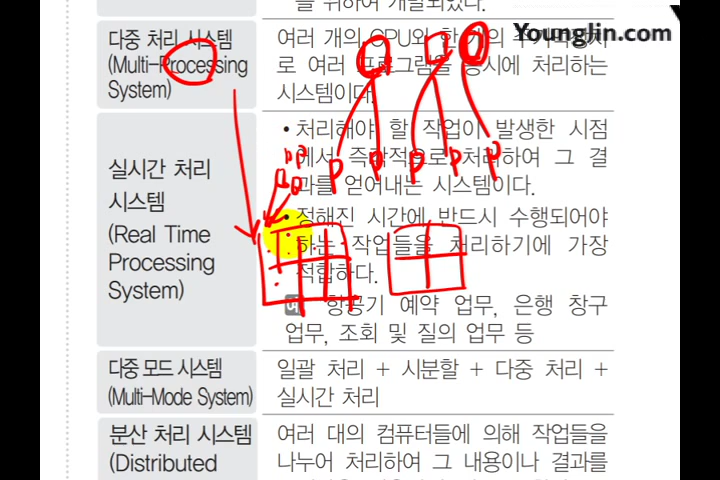 를 위하여 개발되었다.
Younglin.com
다중 처리 시스템
(Multi-Processing
System)
여러 개의 CPU와 한 개의
로 여러 프로그램을 동시에 처리하는
시스템이다.
실시간 처리
시스템
(Real Time
Processing
System)
• 처리해야 할 작업이 발생한 시점
에서 즉각적으로 처리하여 그 결
과를 얻어내는 시스템이다.
• 정해진 시간에 반드시 수행되어야
하는 작업들을 처리하기에 가장
적합하다.
예 항공기 예약 업무, 은행 창구
업무, 조회 및 질의 업무 등
P P P P P
다중 모드 시스템
(Multi-Mode System)
일괄 처리 + 시분할 + 다중 처리 +
실시간 처리
분산 처리 시스템
(Distributed
여러 대의 컴퓨터들에 의해 작업들을
나누어 처리하여 그 내용이나 결과를